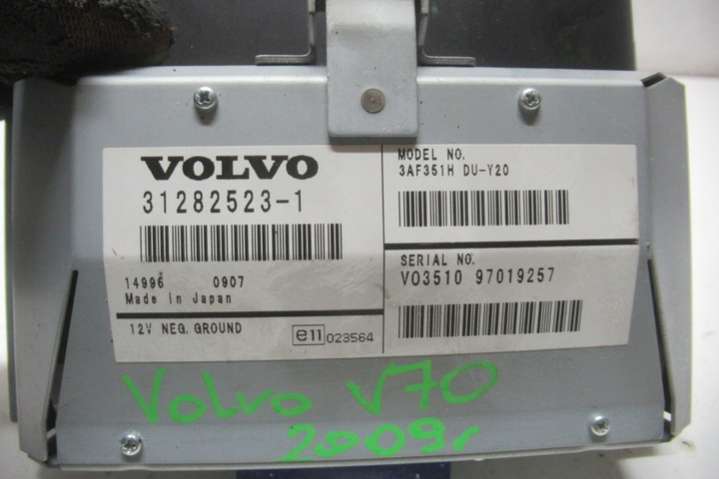 VOLVO
31282523-1
14996 0907
Made in Japan
12V NEG. GROUND
e11 023564
MODEL NO.
3AF351H DU-Y20
SERIAL NO.
VO3510 97019257
Volvo V70
2009r